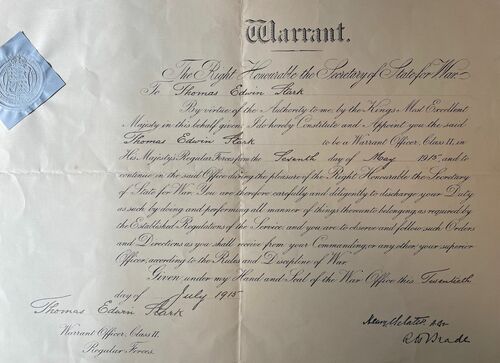 Warrant.
The Right Honourable the Secretary of State for War.
To Thomas Edwin Stark
By virtue of the Authority to me, by the King's Most Excellent
Majesty in this behalf given, I do hereby Constitute and Appoint you the said
Thomas Edwin Stark to be a Warrant Officer, Class II, in
His Majesty's Regular Forces from the Seventh day of May 1915, and to
continue in the said Office during the pleasure of the Right Honourable the Secretary
of State for War. You are therefore carefully and diligently to discharge your Duty
as such by doing and performing all manner of things thereunto belonging, as required by
the Established Regulations of the Service, and you are to observe and follow such Orders
and Directions as you shall receive from your Commanding, or any other, your superior
Officer, according to the Rules and Discipline of War.
Given under my Hand and Seal of the War Office this Twentieth
day of July 1915
Thomas Edwin Stark
Warrant Officer, Class II.
Regular Forces.